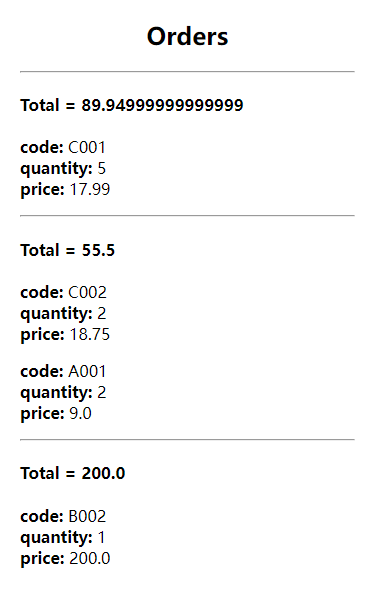 Orders
Total = 89.94999999999999
code: C001
quantity: 5
price: 17.99
Total = 55.5
code: C002
quantity: 2
price: 18.75
code: A001
quantity: 2
price: 9.0
Total = 200.0
code: B002
quantity: 1
price: 200.0